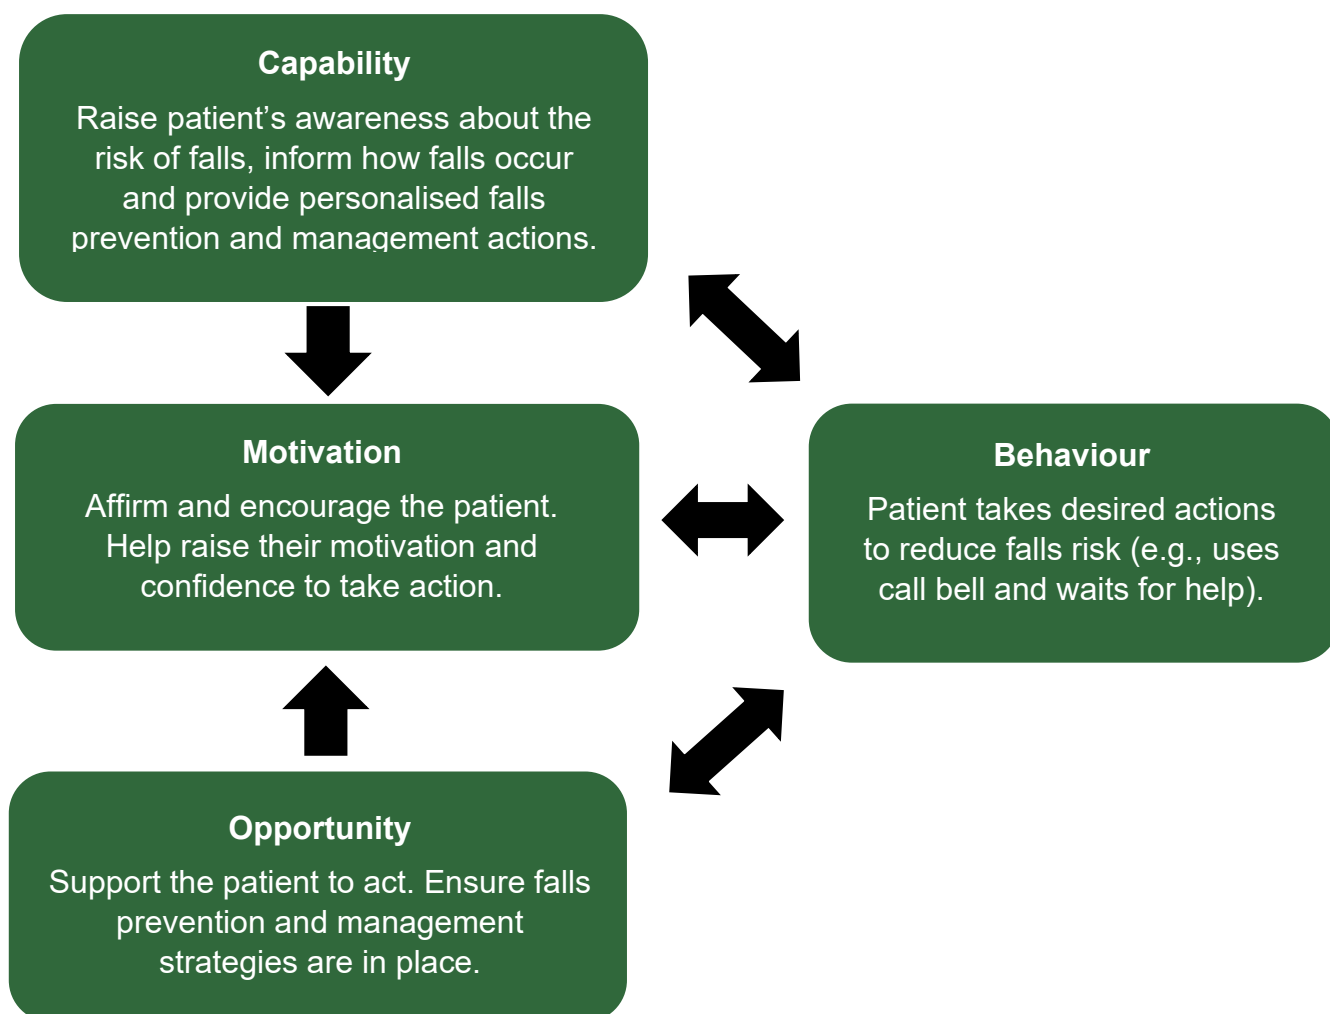 Capability
Raise patient’s awareness about the
risk of falls, inform how falls occur
and provide personalised falls
prevention and management actions.
Motivation
Affirm and encourage the patient.
Help raise their motivation and
confidence to take action.
Behaviour
Patient takes desired actions
to reduce falls risk (e.g., uses
call bell and waits for help).
Opportunity
Support the patient to act. Ensure falls
prevention and management
strategies are in place.